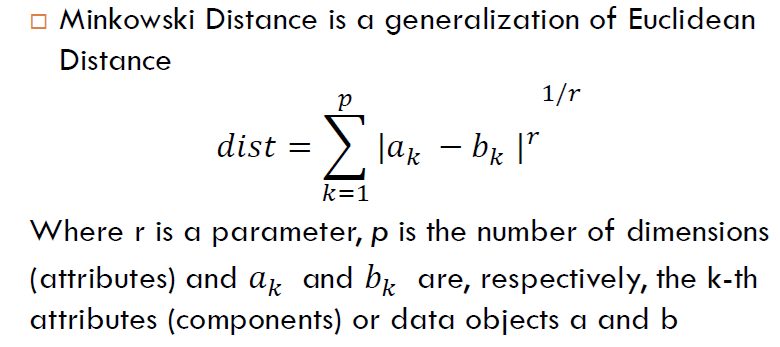 □ Minkowski Distance is a generalization of Euclidean
Distance
dist = \sum_{k=1}^{p} |a_k − b_k|^r ^{1/r}
Where r is a parameter, p is the number of dimensions
(attributes) and a_k and b_k are, respectively, the k-th
attributes (components) or data objects a and b